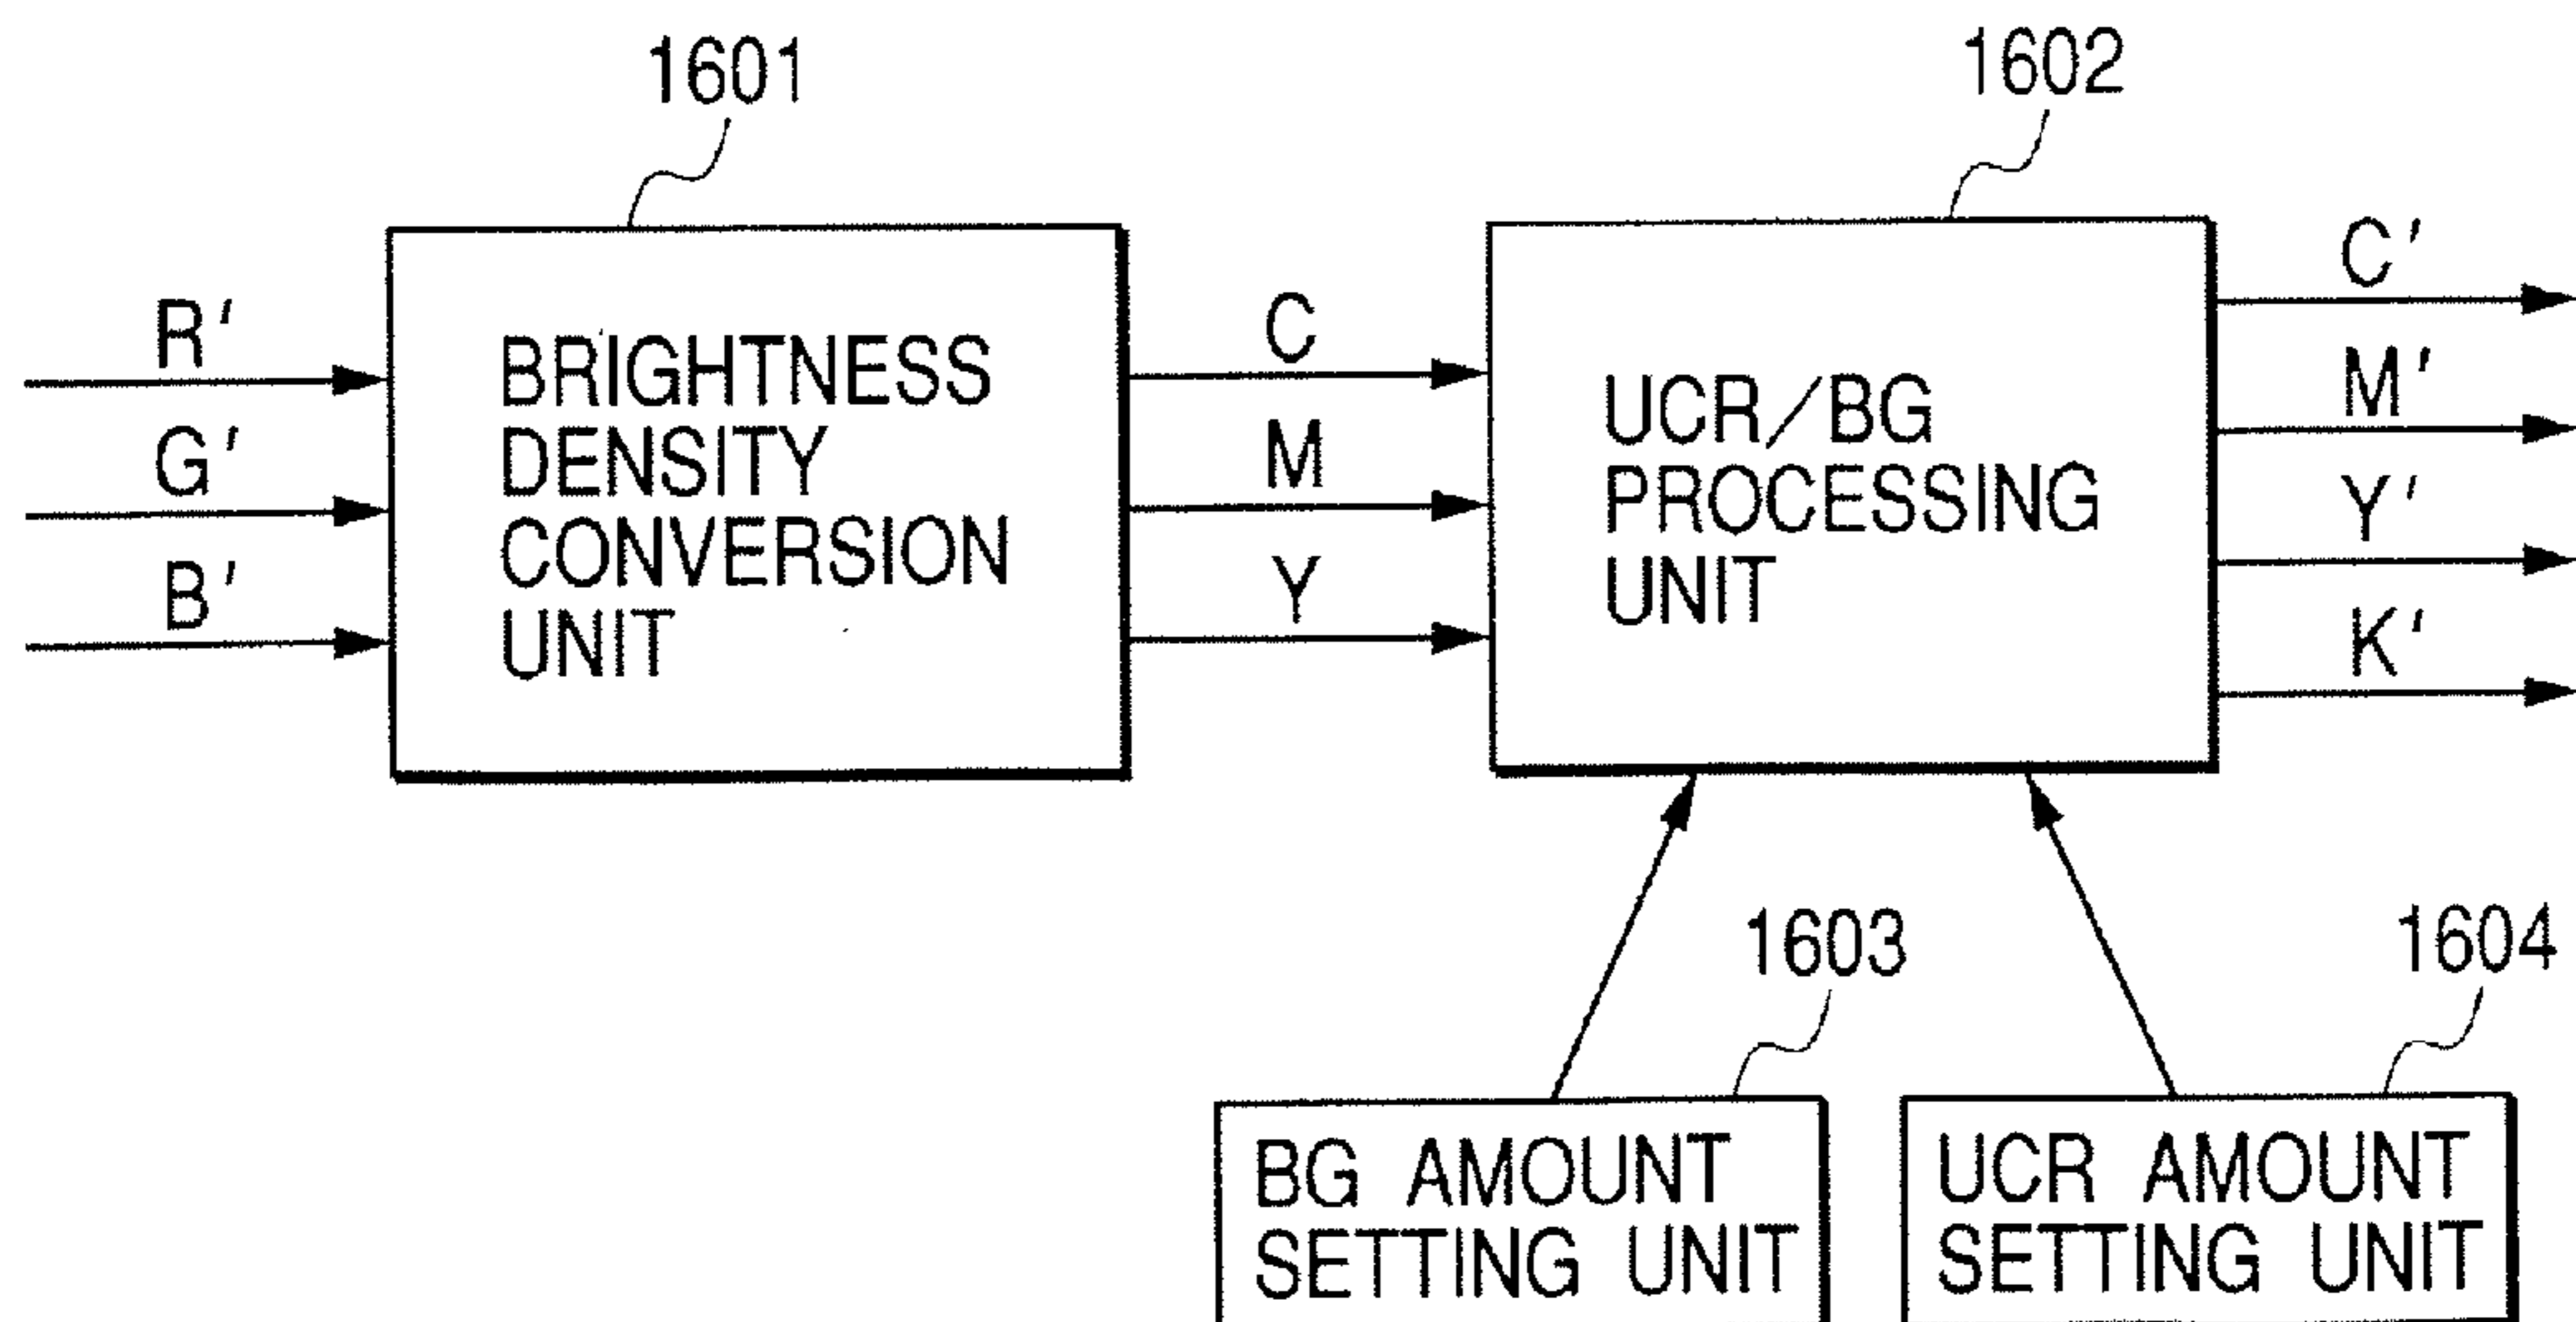 1601
1602
R'
G'
B'
BRIGHTNESS
DENSITY
CONVERSION
UNIT
C
M
Y
UCR/BG
PROCESSING
UNIT
C'
M'
Y'
K'
1603
1604
BG AMOUNT
SETTING UNIT
UCR AMOUNT
SETTING UNIT